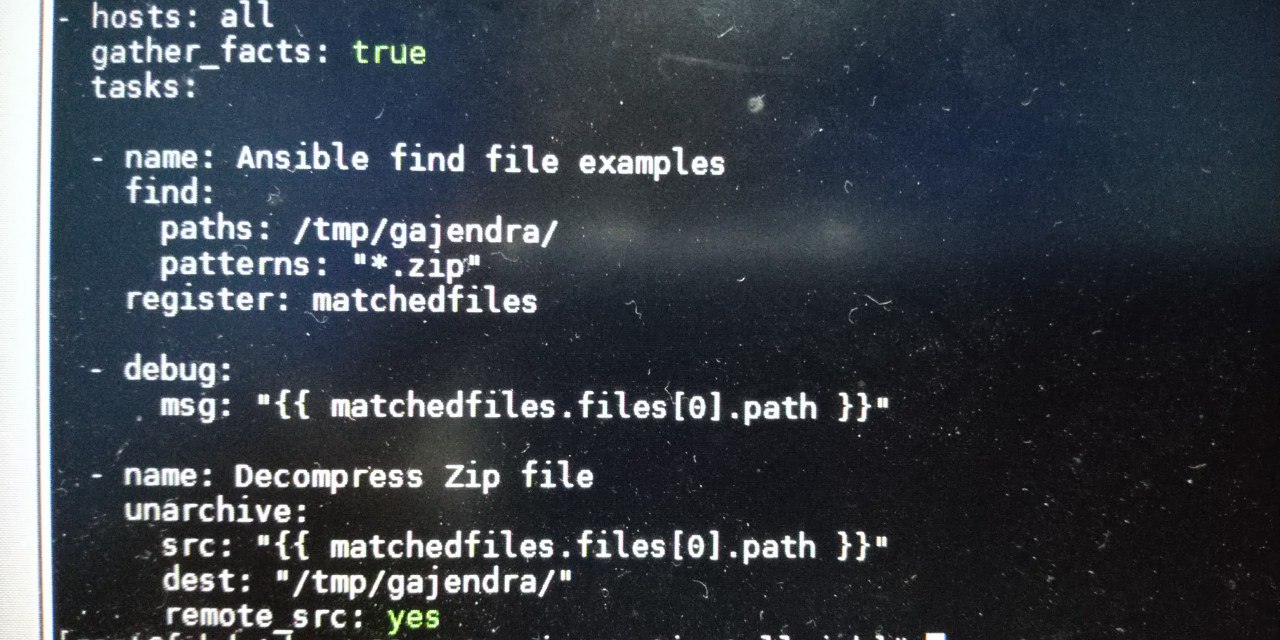 - hosts: all
  gather_facts: true
  tasks:

  - name: Ansible find file examples
    find:
      paths: /tmp/gajendra/
      patterns: "*.zip"
    register: matchedfiles

  - debug:
      msg: "{{ matchedfiles.files[0].path }}"

  - name: Decompress Zip file
    unarchive:
      src: "{{ matchedfiles.files[0].path }}"
      dest: "/tmp/gajendra/"
      remote_src: yes